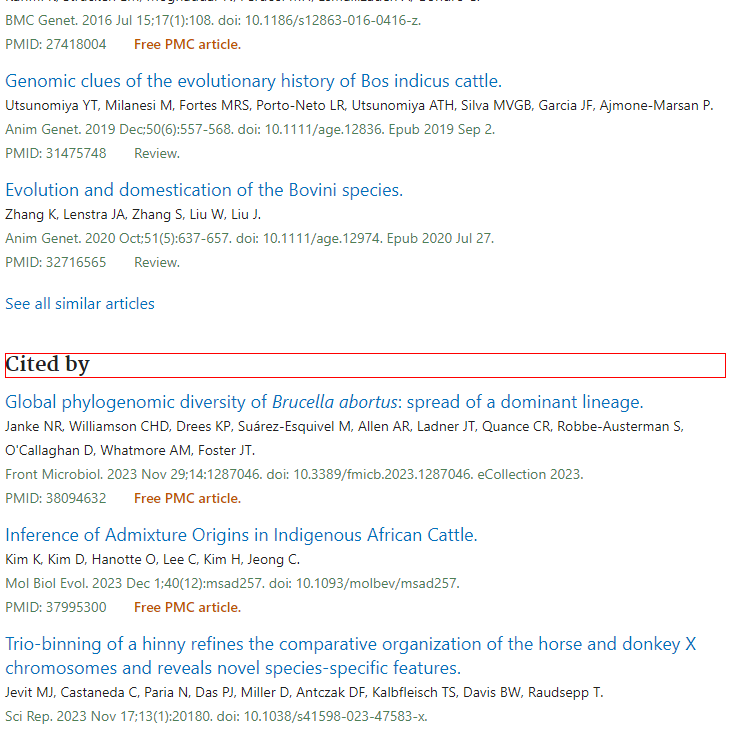 BMC Genet. 2016 Jul 15;17(1):108. doi: 10.1186/s12863-016-0416-z.
PMID: 27418004 Free PMC article.
Genomic clues of the evolutionary history of Bos indicus cattle.
Utsunomiya YT, Milanesi M, Fortes MRS, Porto-Neto LR, Utsunomiya ATH, Silva MVGB, Garcia JF, Ajmone-Marsan P.
Anim Genet. 2019 Dec;50(6):557-568. doi: 10.1111/age.12836. Epub 2019 Sep 2.
PMID: 31475748 Review.
Evolution and domestication of the Bovini species.
Zhang K, Lenstra JA, Zhang S, Liu W, Liu J.
Anim Genet. 2020 Oct;51(5):637-657. doi: 10.1111/age.12974. Epub 2020 Jul 27.
PMID: 32716565 Review.
See all similar articles
Cited by
Global phylogenomic diversity of Brucella abortus: spread of a dominant lineage.
Janke NR, Williamson CHD, Drees KP, Suárez-Esquivel M, Allen AR, Ladner JT, Quance CR, Robbe-Austerman S,
O'Callaghan D, Whatmore AM, Foster JT.
Front Microbiol. 2023 Nov 29;14:1287046. doi: 10.3389/fmicb.2023.1287046. eCollection 2023.
PMID: 38094632 Free PMC article.
Inference of Admixture Origins in Indigenous African Cattle.
Kim K, Kim D, Hanotte O, Lee C, Kim H, Jeong C.
Mol Biol Evol. 2023 Dec 1;40(12):msad257. doi: 10.1093/molbev/msad257.
PMID: 37995300 Free PMC article.
Trio-binning of a hinny refines the comparative organization of the horse and donkey X
chromosomes and reveals novel species-specific features.
Jevit MJ, Castaneda C, Paria N, Das PJ, Miller D, Antczak DF, Kalbfleisch TS, Davis BW, Raudsepp T.
Sci Rep. 2023 Nov 17;13(1):20180. doi: 10.1038/s41598-023-47583-x.